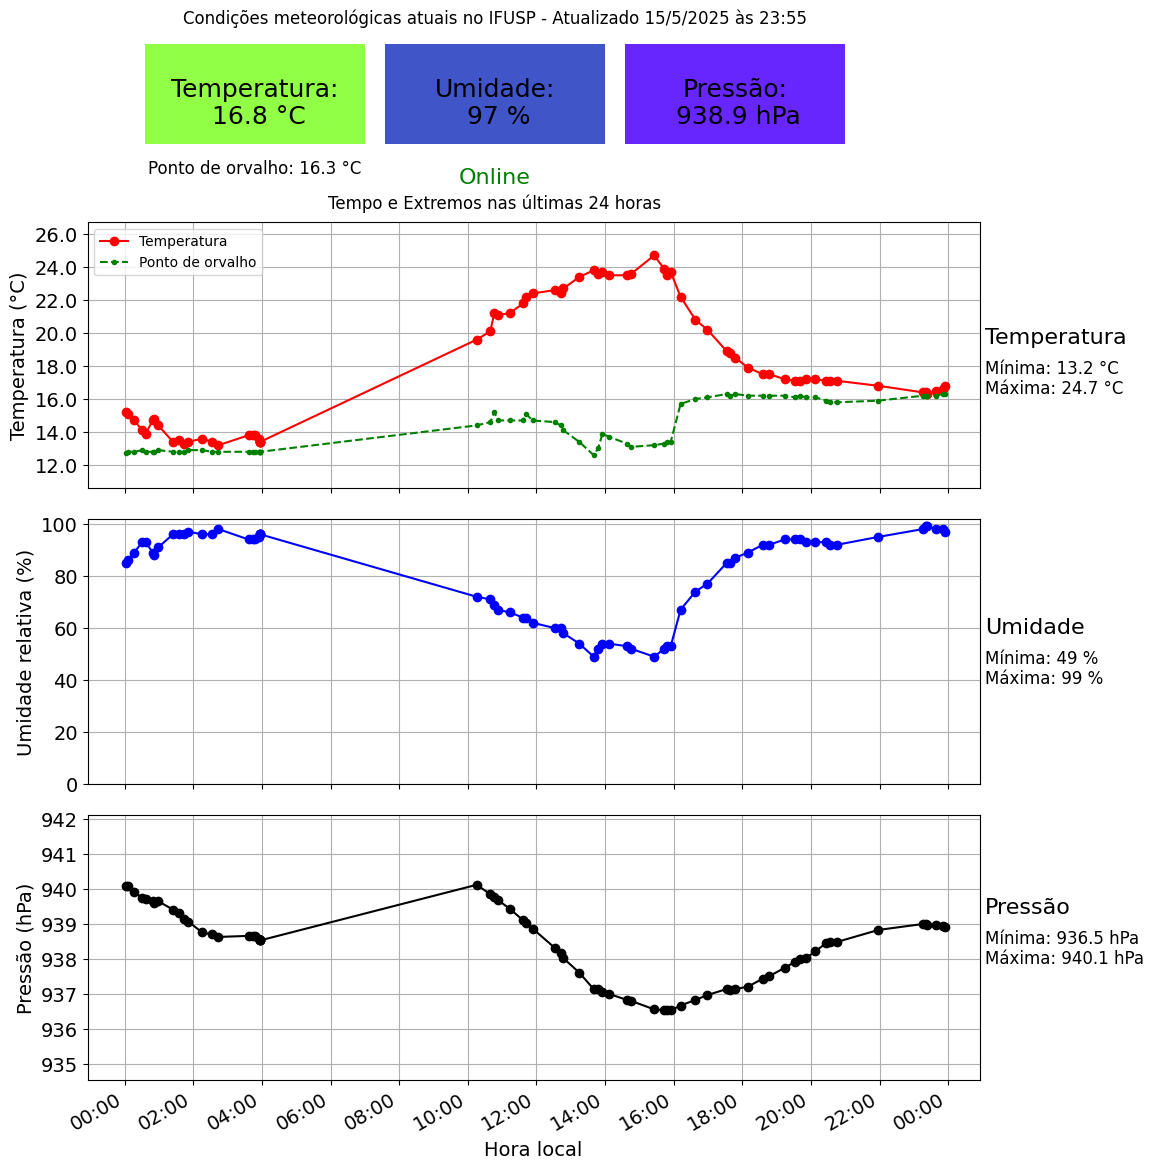 Condições meteorológicas atuais no IFUSP - Atualizado 15/5/2025 às 23:55
Temperatura:
16.8 °C
Umidade:
97 %
Pressão:
938.9 hPa
Ponto de orvalho: 16.3 °C
Online
Tempo e Extremos nas últimas 24 horas
Temperatura (°C)
26.0
24.0
22.0
20.0
18.0
16.0
14.0
12.0
Temperatura
Ponto de orvalho
Temperatura
Mínima: 13.2 °C
Máxima: 24.7 °C
Umidade relativa (%)
100
80
60
40
20
0
Umidade
Mínima: 49 %
Máxima: 99 %
Pressão (hPa)
942
941
940
939
938
937
936
935
Pressão
Mínima: 936.5 hPa
Máxima: 940.1 hPa
00:00 02:00 04:00 06:00 08:00 10:00 12:00 14:00 16:00 18:00 20:00 22:00 00:00
Hora local